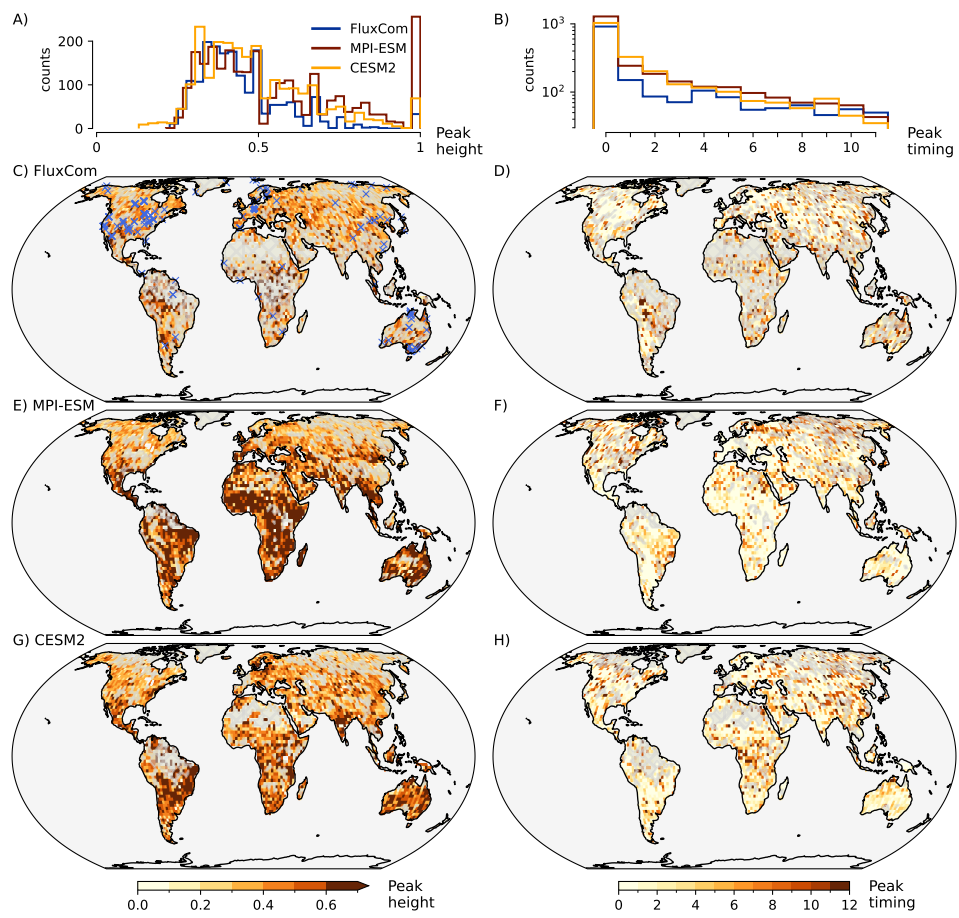 A)
counts
200
100
0
0
0.5
1
Peak height
FluxCom
MPI-ESM
CESM2
B)
counts
10³
10²
0
2
4
6
8
10
Peak timing
C) FluxCom
D)
E) MPI-ESM
F)
G) CESM2
H)
0.0
0.2
0.4
0.6
Peak height
0
2
4
6
8
10
12
Peak timing